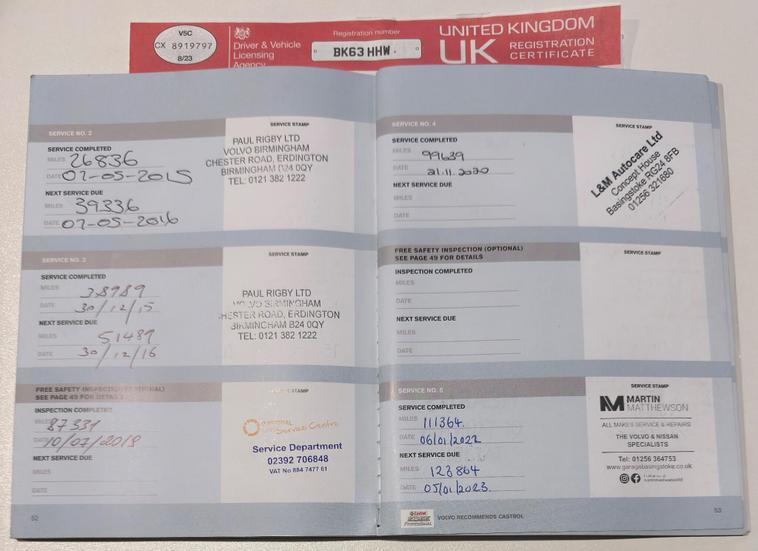 V5C
CX 8919797
8/23
Driver & Vehicle
Licensing
Agency
Registration number
BK63 HHW
UNITED KINGDOM
UK REGISTRATION
CERTIFICATE
SERVICE NO. 2
SERVICE STAMP
SERVICE COMPLETED
MILES 26836
DATE 07-05-2015
NEXT SERVICE DUE
MILES 39336
DATE 07-05-2016
PAUL RIGBY LTD
VOLVO BIRMINGHAM
CHESTER ROAD, ERDINGTON
BIRMINGHAM B24 0QY
TEL: 0121 382 1222
SERVICE NO. 3
SERVICE STAMP
SERVICE COMPLETED
MILES 38989
DATE 30/12/15
NEXT SERVICE DUE
MILES 51489
DATE 30/12/16
PAUL RIGBY LTD
VOLVO BIRMINGHAM
CHESTER ROAD, ERDINGTON
BIRMINGHAM B24 0QY
TEL: 0121 382 1222
FREE SAFETY INSPECTION (OPTIONAL)
SEE PAGE 49 FOR DETAILS
STAMP
INSPECTION COMPLETED
MILES 87331
DATE 10/07/2018
NEXT SERVICE DUE
MILES
DATE
Service Centre
Service Department
02392 706848
VAT No 884 7477 61
52
SERVICE NO. 4
SERVICE STAMP
SERVICE COMPLETED
MILES 99639
DATE 21.11.2020
NEXT SERVICE DUE
MILES
DATE
L&M Autocare Ltd
Concept House
Basingstoke RG24 8FB
01256 321680
FREE SAFETY INSPECTION (OPTIONAL)
SEE PAGE 49 FOR DETAILS
SERVICE STAMP
INSPECTION COMPLETED
MILES
DATE
NEXT SERVICE DUE
MILES
DATE
SERVICE NO. 5
SERVICE STAMP
SERVICE COMPLETED
MILES 111364
DATE 06/01/2022
NEXT SERVICE DUE
MILES 123864
DATE 05/01/2023
MARTIN
MATTHEWSON
ALL MAKES SERVICE & REPAIRS
THE VOLVO & NISSAN
SPECIALISTS
Tel: 01256 364753
www.garagebasingstoke.co.uk
VOLVO RECOMMENDS CASTROL
53